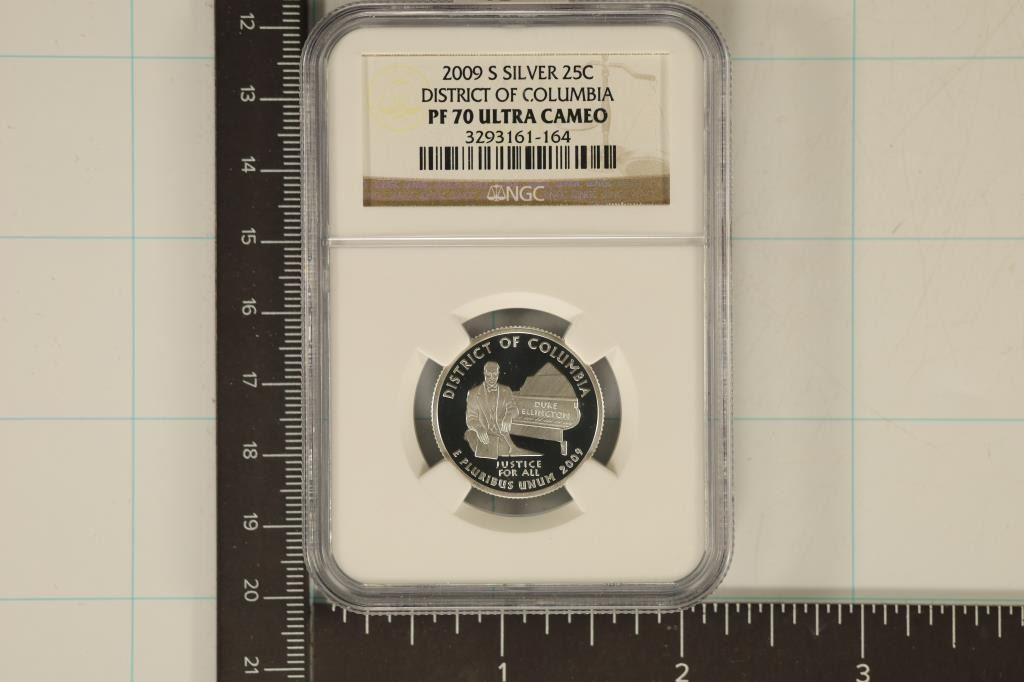 2009 S SILVER 25C
DISTRICT OF COLUMBIA
PF 70 ULTRA CAMEO
3293161-164
NGC
DISTRICT OF COLUMBIA
DUKE
ELLINGTON
JUSTICE
FOR ALL
E PLURIBUS UNUM 2009
12
13
14
15
16
17
18
19
20
21
1
2
3